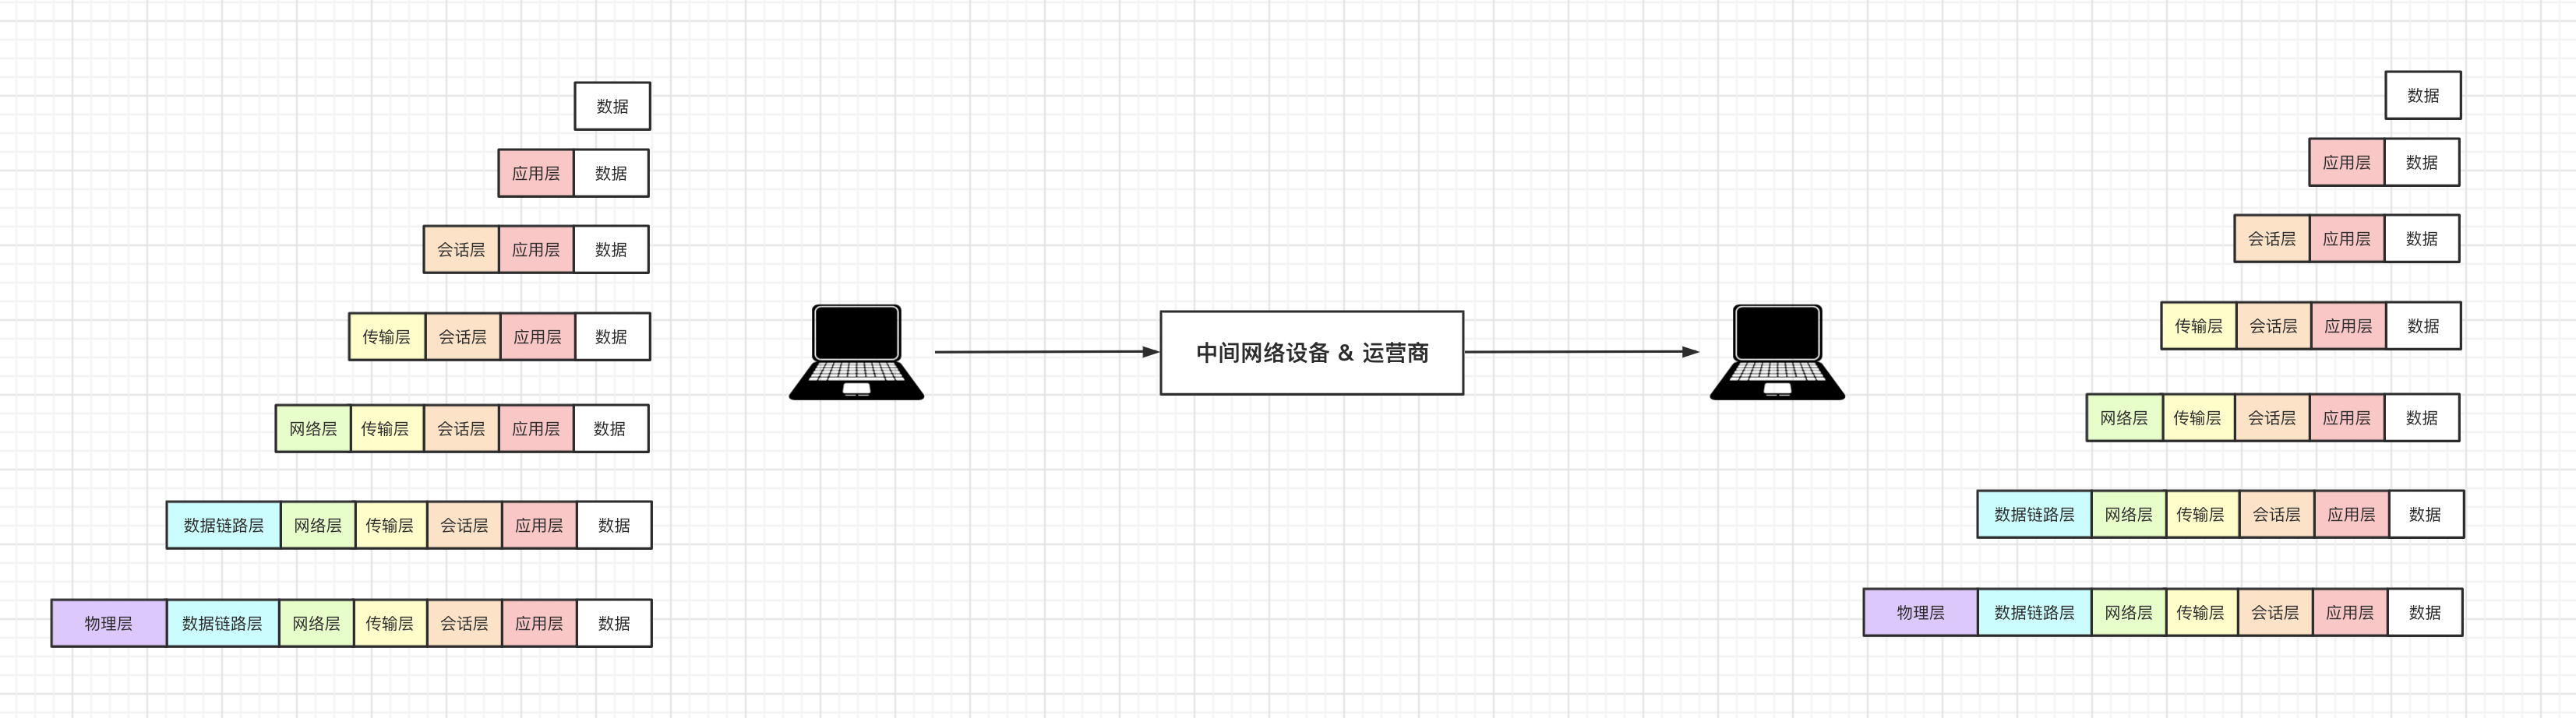 数据
应用层 数据
会话层 应用层 数据
传输层 会话层 应用层 数据
网络层 传输层 会话层 应用层 数据
数据链路层 网络层 传输层 会话层 应用层 数据
物理层 数据链路层 网络层 传输层 会话层 应用层 数据
中间网络设备 & 运营商
数据
应用层 数据
会话层 应用层 数据
传输层 会话层 应用层 数据
网络层 传输层 会话层 应用层 数据
数据链路层 网络层 传输层 会话层 应用层 数据
物理层 数据链路层 网络层 传输层 会话层 应用层 数据